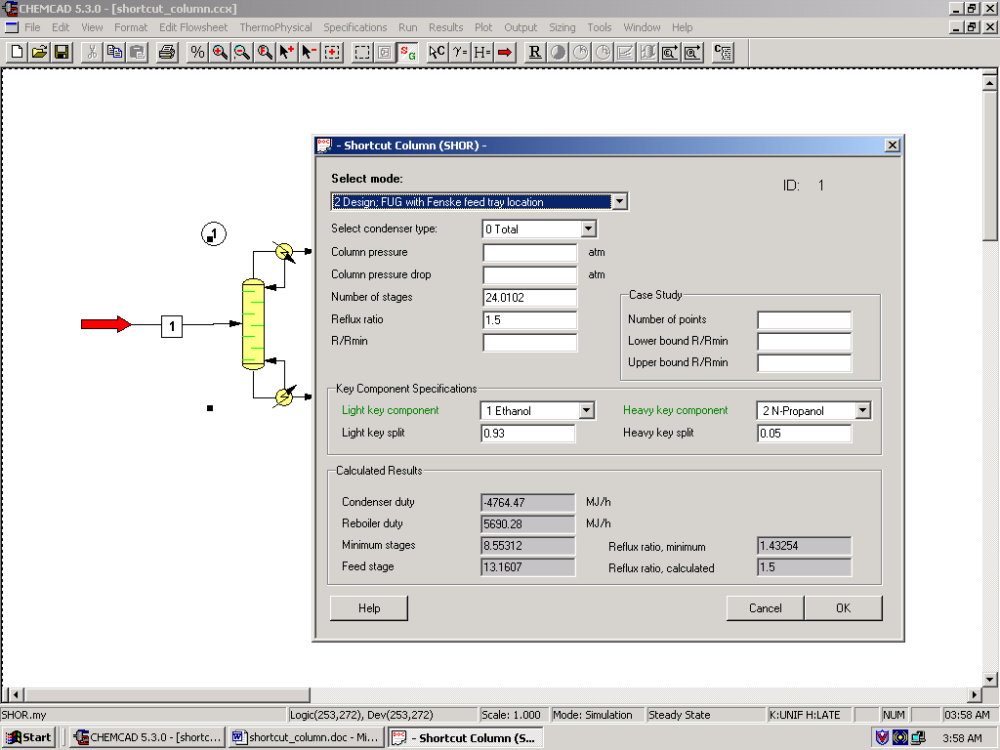 CHEMCAD 5.3.0 - [shortcut_column.ccx]
File Edit View Format Edit Flowsheet ThermoPhysical Specifications Run Results Plot Output Sizing Tools Window Help
% C γ= H= R C
S G
- Shortcut Column (SHOR) -
Select mode:
ID: 1
2 Design; FUG with Fenske feed tray location
Select condenser type: 0 Total
Column pressure atm
Column pressure drop atm
Number of stages 24.0102
Reflux ratio 1.5
R/Rmin
Case Study
Number of points
Lower bound R/Rmin
Upper bound R/Rmin
1
1
Key Component Specifications
Light key component 1 Ethanol Heavy key component 2 N-Propanol
Light key split 0.93 Heavy key split 0.05
Calculated Results
Condenser duty -4764.47 MJ/h
Reboiler duty 5690.28 MJ/h
Minimum stages 8.55312 Reflux ratio, minimum 1.43254
Feed stage 13.1607 Reflux ratio, calculated 1.5
Help Cancel OK
SHOR.my Logic(253,272), Dev(253,272) Scale: 1.000 Mode: Simulation Steady State K:UNIF H:LATE NUM 03:58 AM
Start CHEMCAD 5.3.0 - [shortc... shortcut_column.doc - Mi... - Shortcut Column (S... 3:58 AM